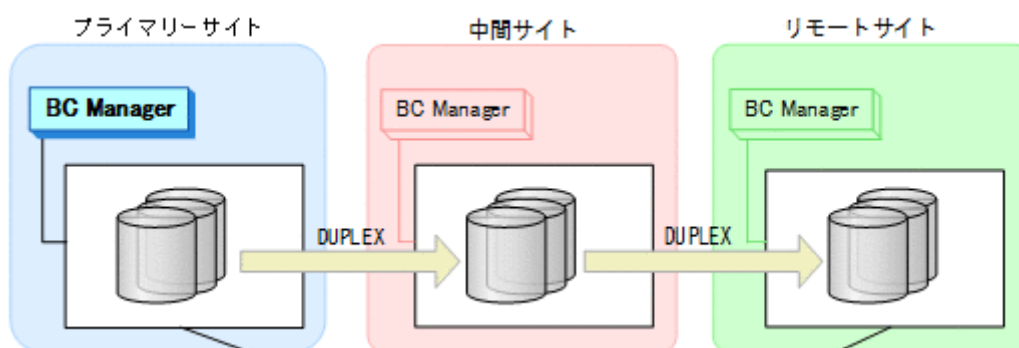 プライマリーサイト
中間サイト
リモートサイト
BC Manager
BC Manager
BC Manager
DUPLEX
DUPLEX